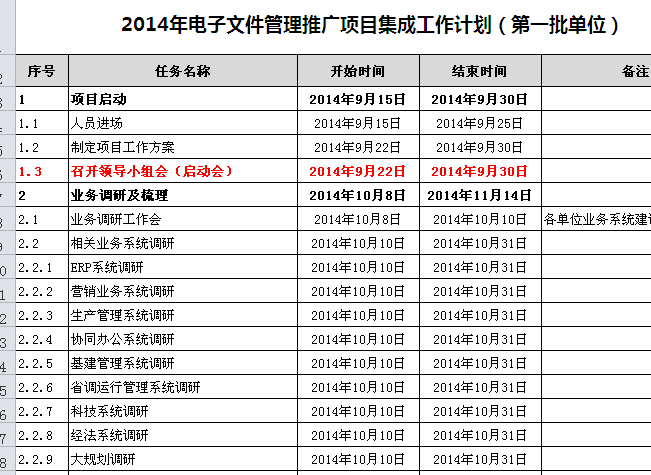 2014年电子文件管理推广项目集成工作计划（第一批单位）
序号 任务名称 开始时间 结束时间 备注
1 项目启动 2014年9月15日 2014年9月30日
1.1 人员进场 2014年9月15日 2014年9月25日
1.2 制定项目工作方案 2014年9月22日 2014年9月30日
1.3 召开领导小组会（启动会） 2014年9月22日 2014年9月30日
2 业务调研及梳理 2014年10月8日 2014年11月14日
2.1 业务调研工作会 2014年10月8日 2014年10月10日 各单位业务系统建
2.2 相关业务系统调研 2014年10月10日 2014年10月31日
2.2.1 ERP系统调研 2014年10月10日 2014年10月31日
2.2.2 营销业务系统调研 2014年10月10日 2014年10月31日
2.2.3 生产管理系统调研 2014年10月10日 2014年10月31日
2.2.4 协同办公系统调研 2014年10月10日 2014年10月31日
2.2.5 基建管理系统调研 2014年10月10日 2014年10月31日
2.2.6 省调运行管理系统调研 2014年10月10日 2014年10月31日
2.2.7 科技系统调研 2014年10月10日 2014年10月31日
2.2.8 经法系统调研 2014年10月10日 2014年10月31日
2.2.9 大规划调研 2014年10月10日 2014年10月31日